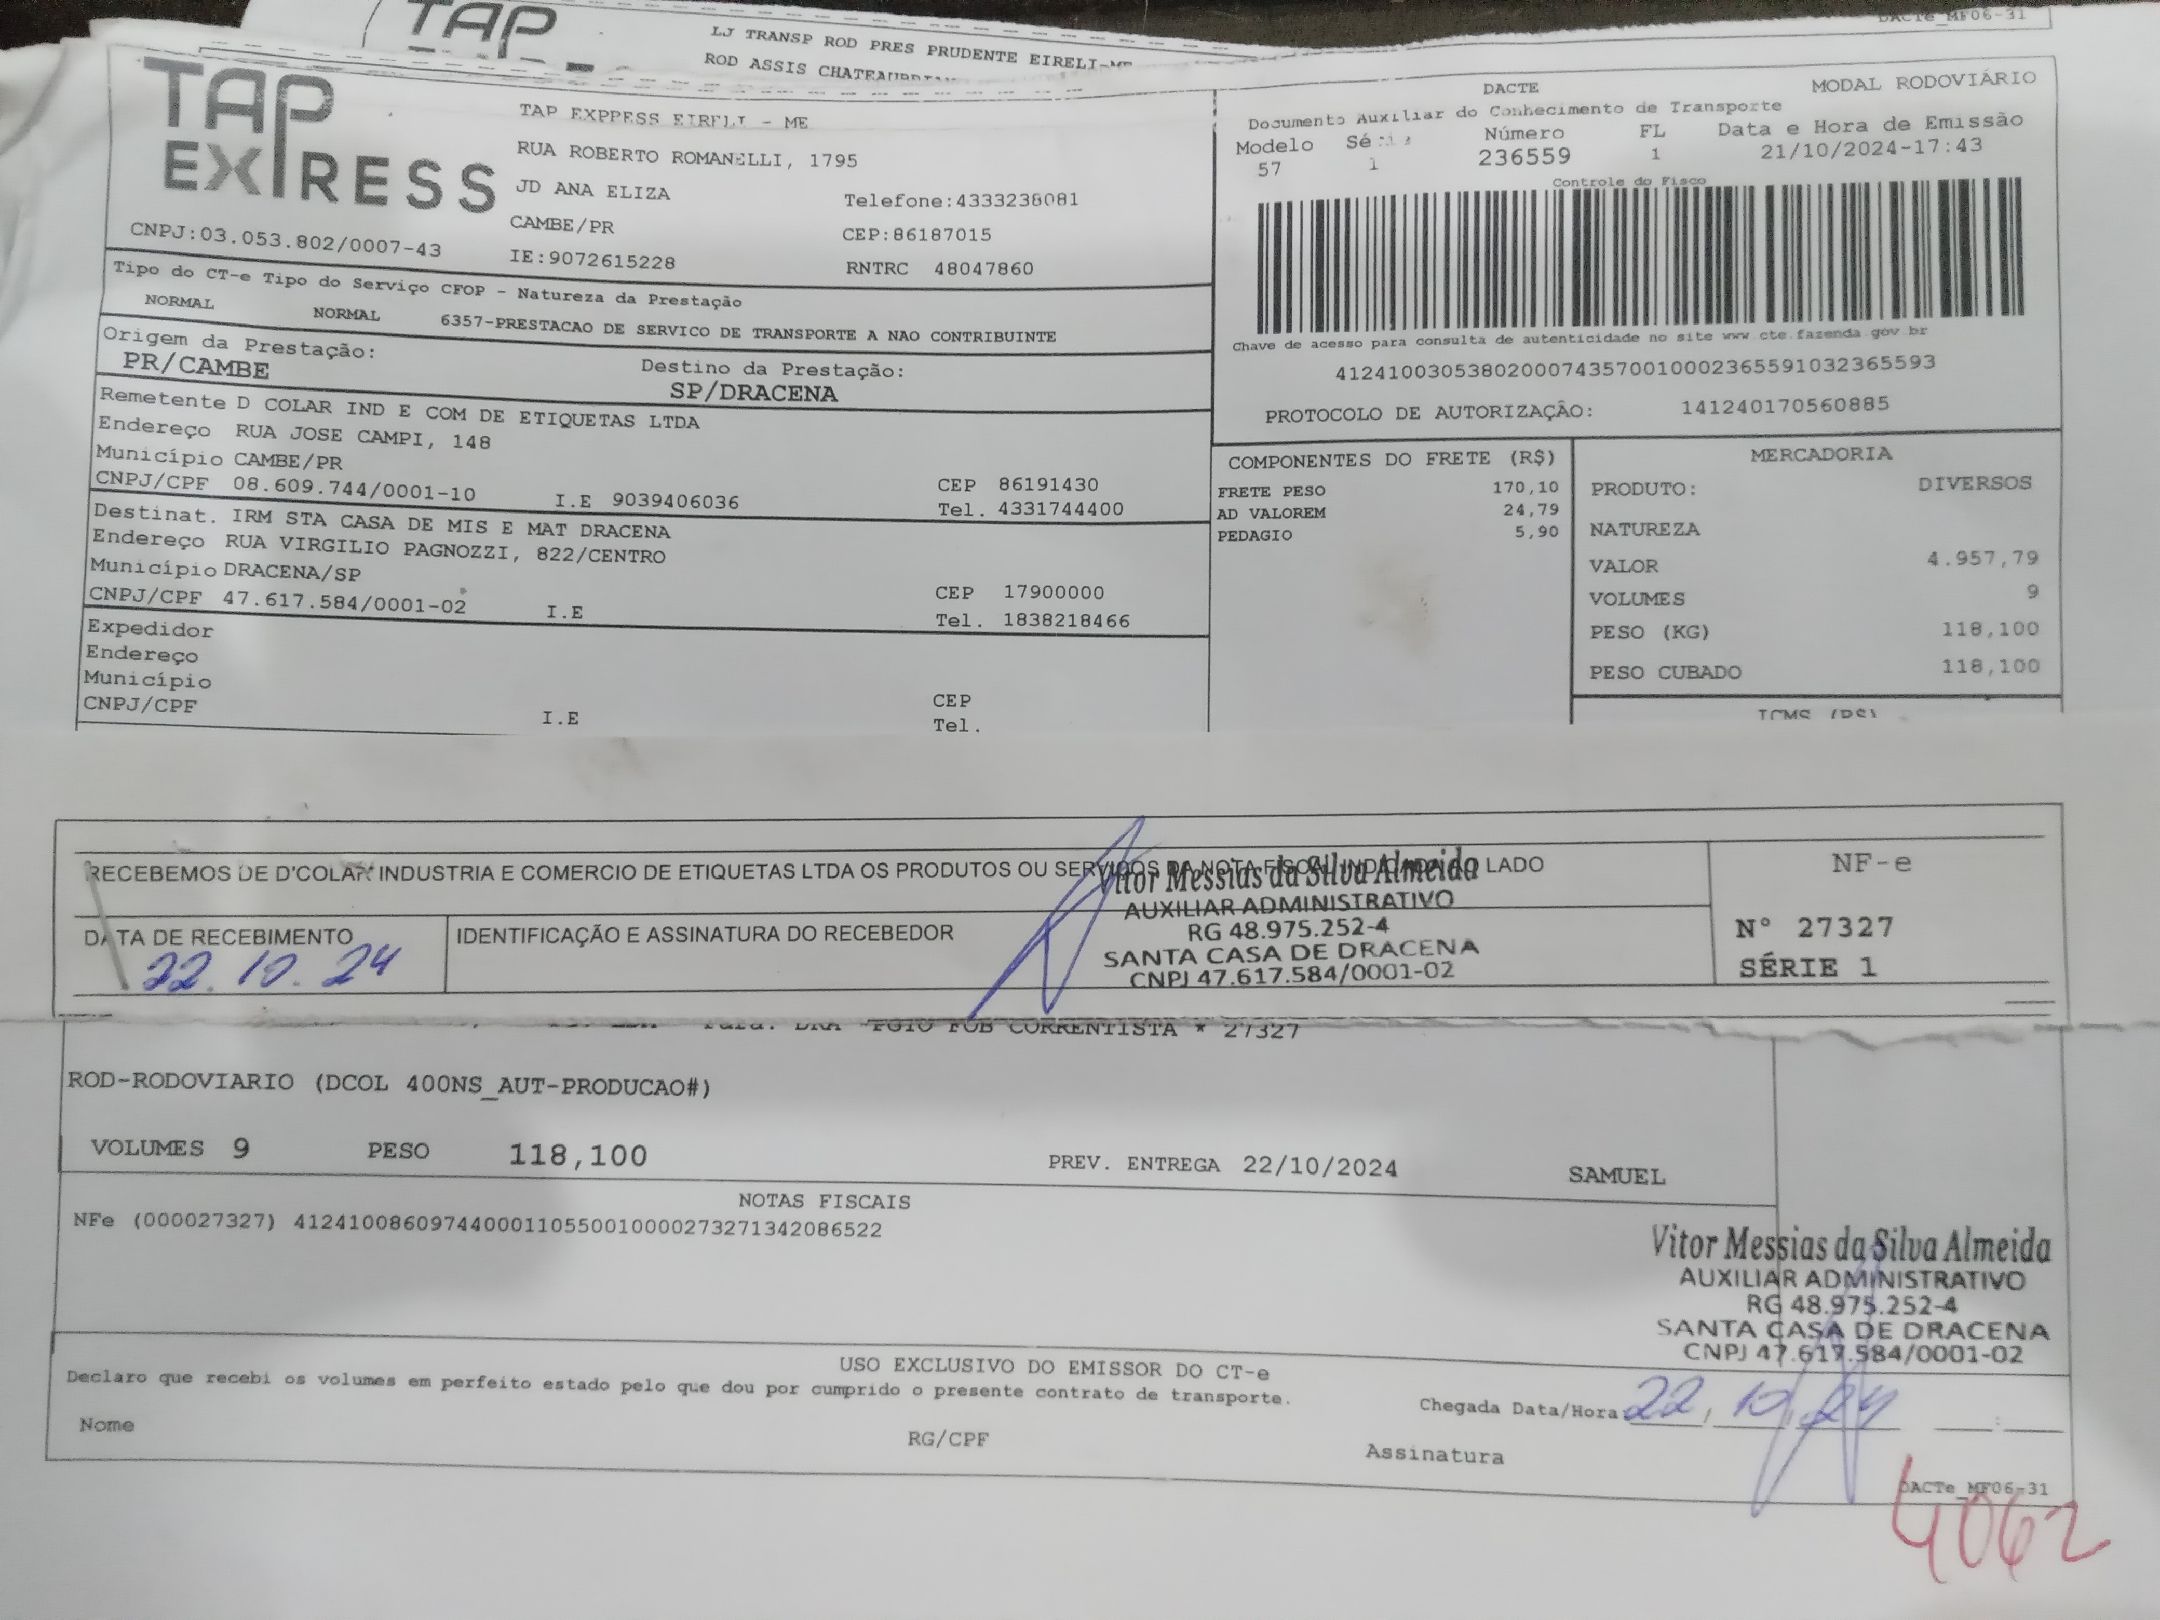 TAP
LJ TRANSP ROD PRES PRUDENTE EIRELI-ME
ROD ASSIS
DACTe_MF06-31
TAP EXPRESS
TAP EXPRESS EIRELI - ME
RUA ROBERTO ROMANELLI, 1795
JD ANA ELIZA
Telefone:4333238081
CAMBE/PR
CEP:86187015
CNPJ:03.053.802/0007-43
IE:9072615228
RNTRC 48047860
DACTE
MODAL RODOVIÁRIO
Documento Auxiliar do Conhecimento de Transporte
Modelo Série Número FL Data e Hora de Emissão
57 1 236559 1 21/10/2024-17:43
Controle do Fisco
Chave de acesso para consulta de autenticidade no site www.cte.fazenda.gov.br
41241003053802000743570010002365591032365593
PROTOCOLO DE AUTORIZAÇÃO: 141240170560885
Tipo do CT-e Tipo do Serviço CFOP - Natureza da Prestação
NORMAL NORMAL 6357-PRESTACAO DE SERVICO DE TRANSPORTE A NAO CONTRIBUINTE
Origem da Prestação: Destino da Prestação:
PR/CAMBE SP/DRACENA
Remetente D COLAR IND E COM DE ETIQUETAS LTDA
Endereço RUA JOSE CAMPI, 148
Município CAMBE/PR CEP 86191430
CNPJ/CPF 08.609.744/0001-10 I.E 9039406036 Tel. 4331744400
Destinat. IRM STA CASA DE MIS E MAT DRACENA
Endereço RUA VIRGILIO PAGNOZZI, 822/CENTRO
Município DRACENA/SP CEP 17900000
CNPJ/CPF 47.617.584/0001-02 I.E Tel. 1838218466
Expedidor
Endereço
Município CEP
CNPJ/CPF I.E Tel.
COMPONENTES DO FRETE (R$)
FRETE PESO 170,10
AD VALOREM 24,79
PEDAGIO 5,90
MERCADORIA
PRODUTO: DIVERSOS
NATUREZA
VALOR 4.957,79
VOLUMES 9
PESO (KG) 118,100
PESO CUBADO 118,100
ICMS (R$)
RECEBEMOS DE D'COLAR INDUSTRIA E COMERCIO DE ETIQUETAS LTDA OS PRODUTOS OU SERVIÇOS DA NOTA FISCAL INDICADA AO LADO
NF-e
Nº 27327
SÉRIE 1
DATA DE RECEBIMENTO
22.10.24
IDENTIFICAÇÃO E ASSINATURA DO RECEBEDOR
Vitor Messias da Silva Almeida
AUXILIAR ADMINISTRATIVO
RG 48.975.252-4
SANTA CASA DE DRACENA
CNPJ 47.617.584/0001-02
FOB CORRENTISTA * 27327
ROD-RODOVIARIO (DCOL 400NS_AUT-PRODUCAO#)
VOLUMES 9 PESO 118,100 PREV. ENTREGA 22/10/2024 SAMUEL
NOTAS FISCAIS
NFe (000027327) 41241008609744000110550010000273271342086522
Vitor Messias da Silva Almeida
AUXILIAR ADMINISTRATIVO
RG 48.975.252-4
SANTA CASA DE DRACENA
CNPJ 47.617.584/0001-02
USO EXCLUSIVO DO EMISSOR DO CT-e
Declaro que recebi os volumes em perfeito estado pelo que dou por cumprido o presente contrato de transporte.
Chegada Data/Hora 22,10,24
Nome RG/CPF Assinatura
DACTe_MF06-31
4062